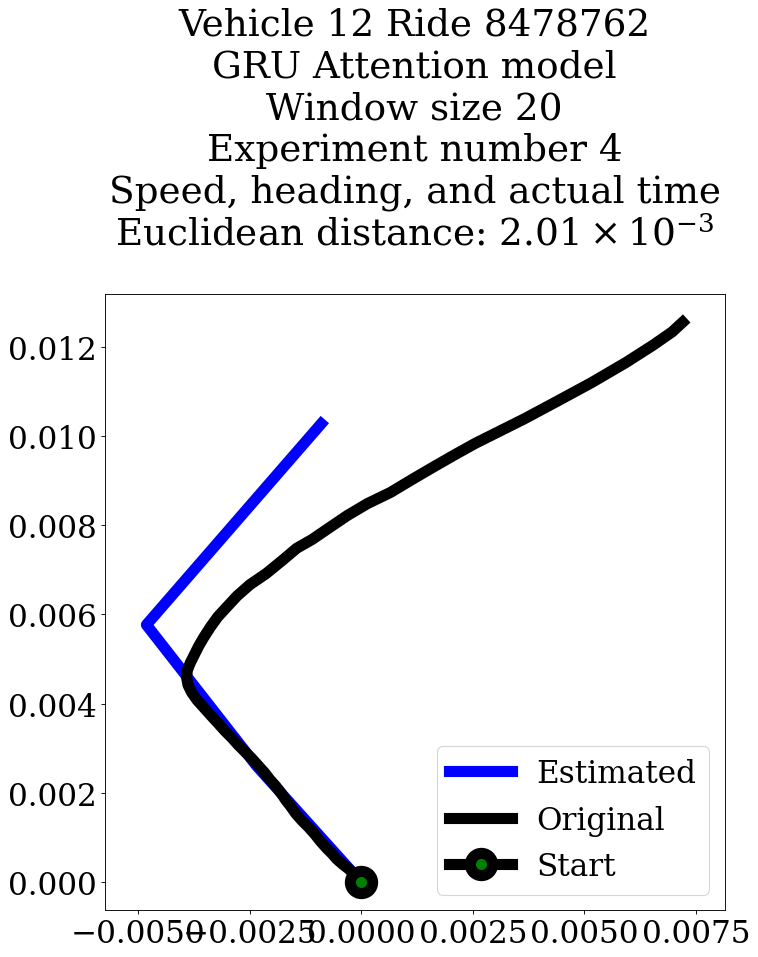 Vehicle 12 Ride 8478762
GRU Attention model
Window size 20
Experiment number 4
Speed, heading, and actual time
Euclidean distance: 2.01 × 10⁻³
0.012
0.010
0.008
0.006
0.004
0.002
0.000
Estimated
Original
Start
−0.0050 −0.0025 0.0000 0.0025 0.0050 0.0075